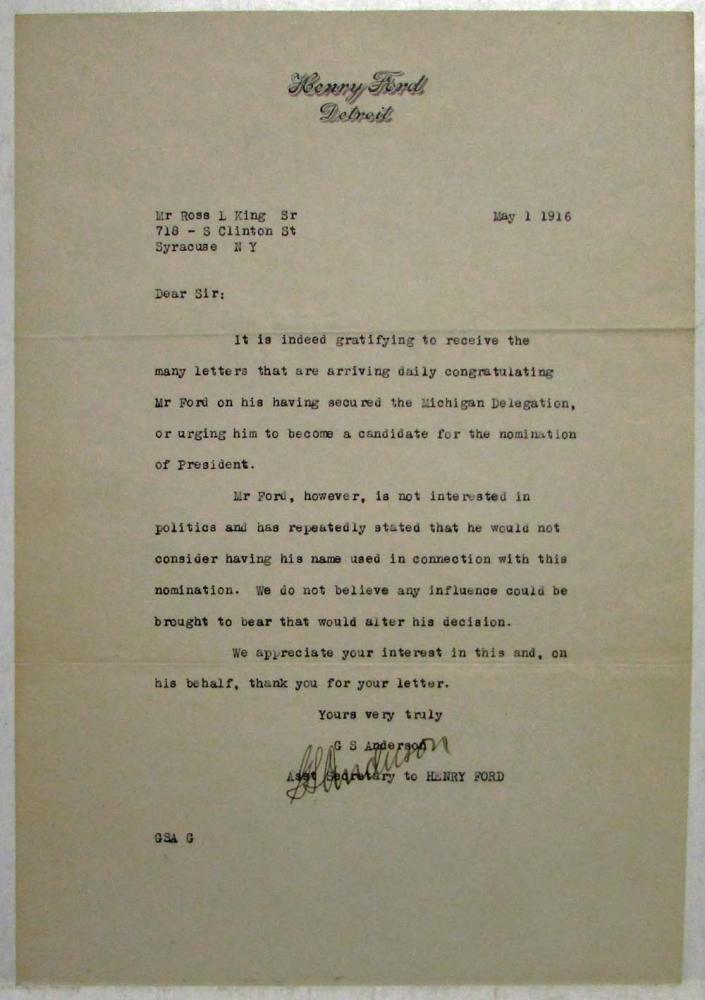 Henry Ford
Detroit
Mr Ross L King Sr
May 1 1916
718 - S Clinton St
Syracuse N Y
Dear Sir:
It is indeed gratifying to receive the
many letters that are arriving daily congratulating
Mr Ford on his having secured the Michigan Delegation,
or urging him to become a candidate for the nomination
of President.
Mr Ford, however, is not interested in
politics and has repeatedly stated that he would not
consider having his name used in connection with this
nomination. We do not believe any influence could be
brought to bear that would alter his decision.
We appreciate your interest in this and, on
his behalf, thank you for your letter.
Yours very truly
G S Anderson
GSAnderson
Asst Secretary to HENRY FORD
GSA G